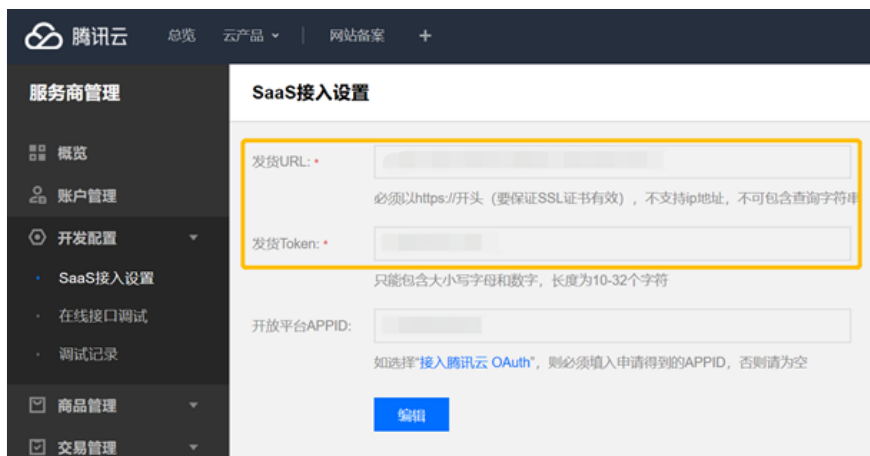 腾讯云 总览 云产品 网站备案 +
服务商管理
概览
账户管理
开发配置
SaaS接入设置
在线接口调试
调试记录
商品管理
交易管理
SaaS接入设置
发货URL: *
必须以https://开头（要保证SSL证书有效），不支持ip地址，不可包含查询字符串
发货Token: *
只能包含大小写字母和数字，长度为10-32个字符
开放平台APPID:
如选择“接入腾讯云 OAuth”，则必须填入申请得到的APPID，否则请为空
编辑